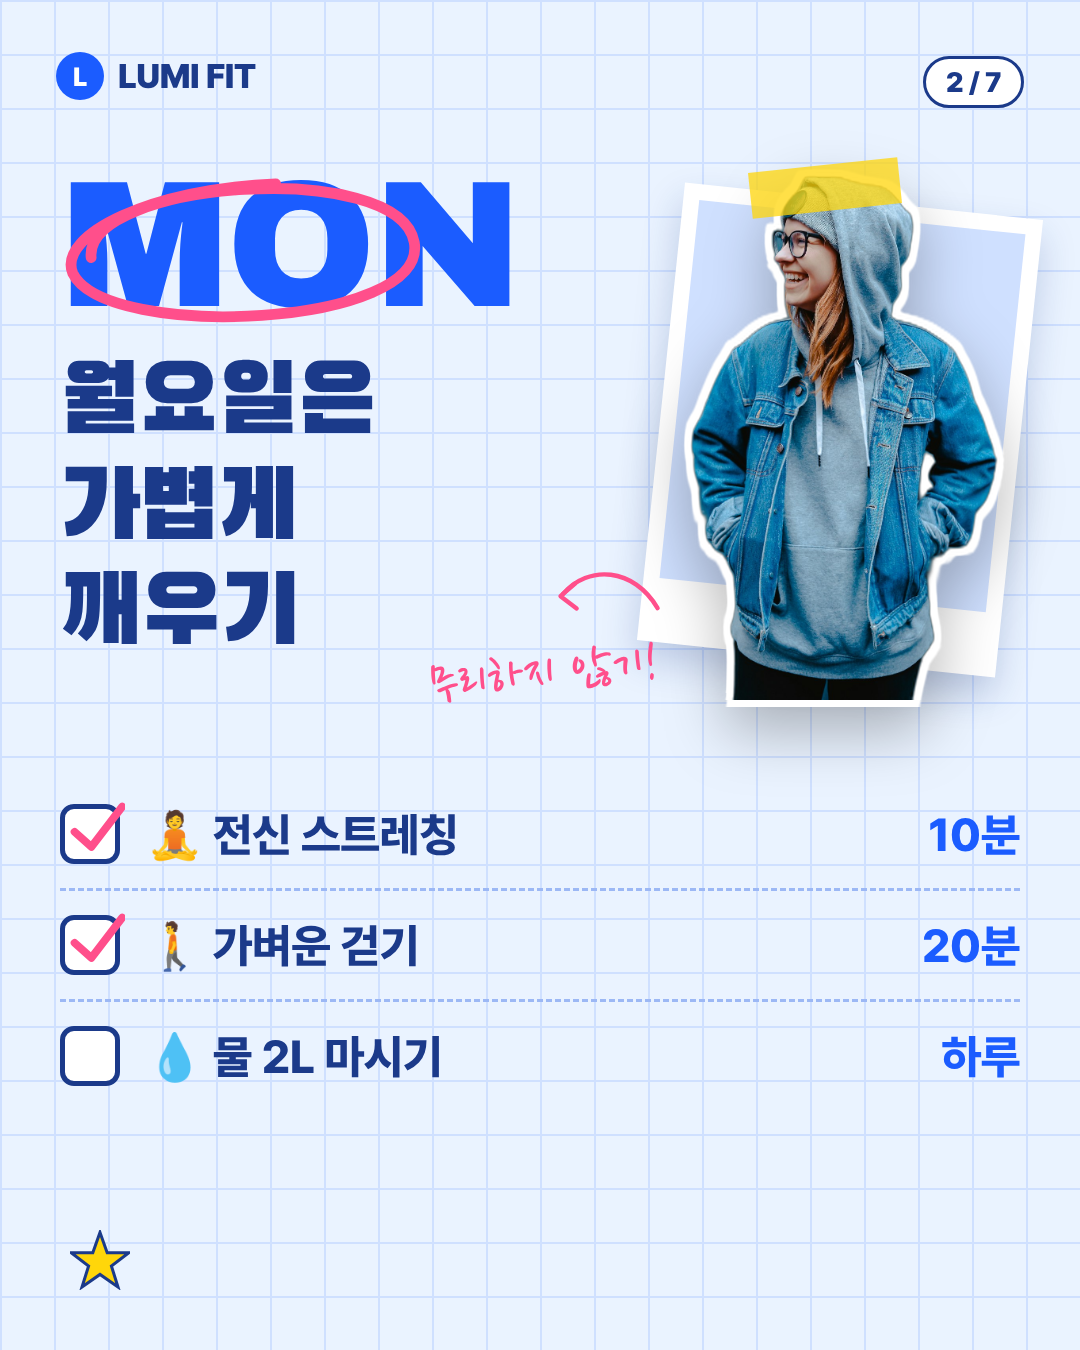 L LUMI FIT
2 / 7
MON
월요일은
가볍게
깨우기
무리하지 않기!
전신 스트레칭 10분
가벼운 걷기 20분
물 2L 마시기 하루